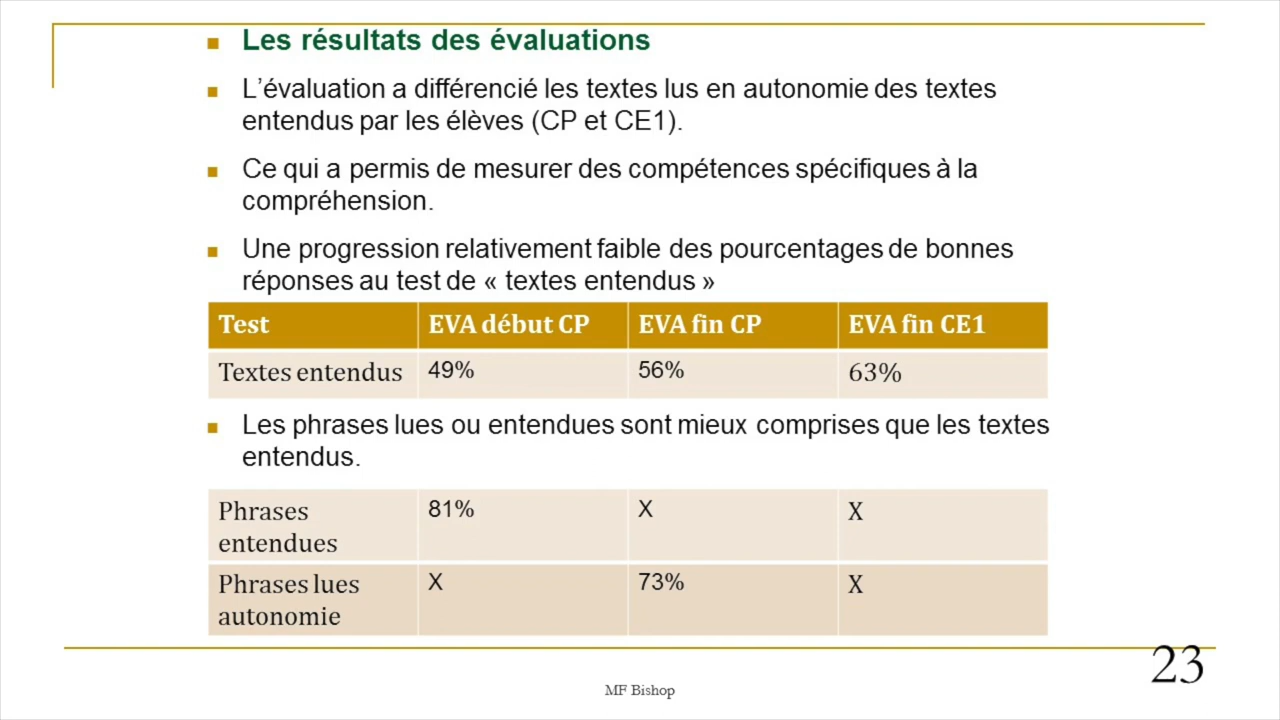 Les résultats des évaluations
L’évaluation a différencié les textes lus en autonomie des textes
entendus par les élèves (CP et CE1).
Ce qui a permis de mesurer des compétences spécifiques à la
compréhension.
Une progression relativement faible des pourcentages de bonnes
réponses au test de « textes entendus »
Test EVA début CP EVA fin CP EVA fin CE1
Textes entendus 49% 56% 63%
Les phrases lues ou entendues sont mieux comprises que les textes
entendus.
Phrases 81% X X
entendues
Phrases lues X 73% X
autonomie
23
MF Bishop